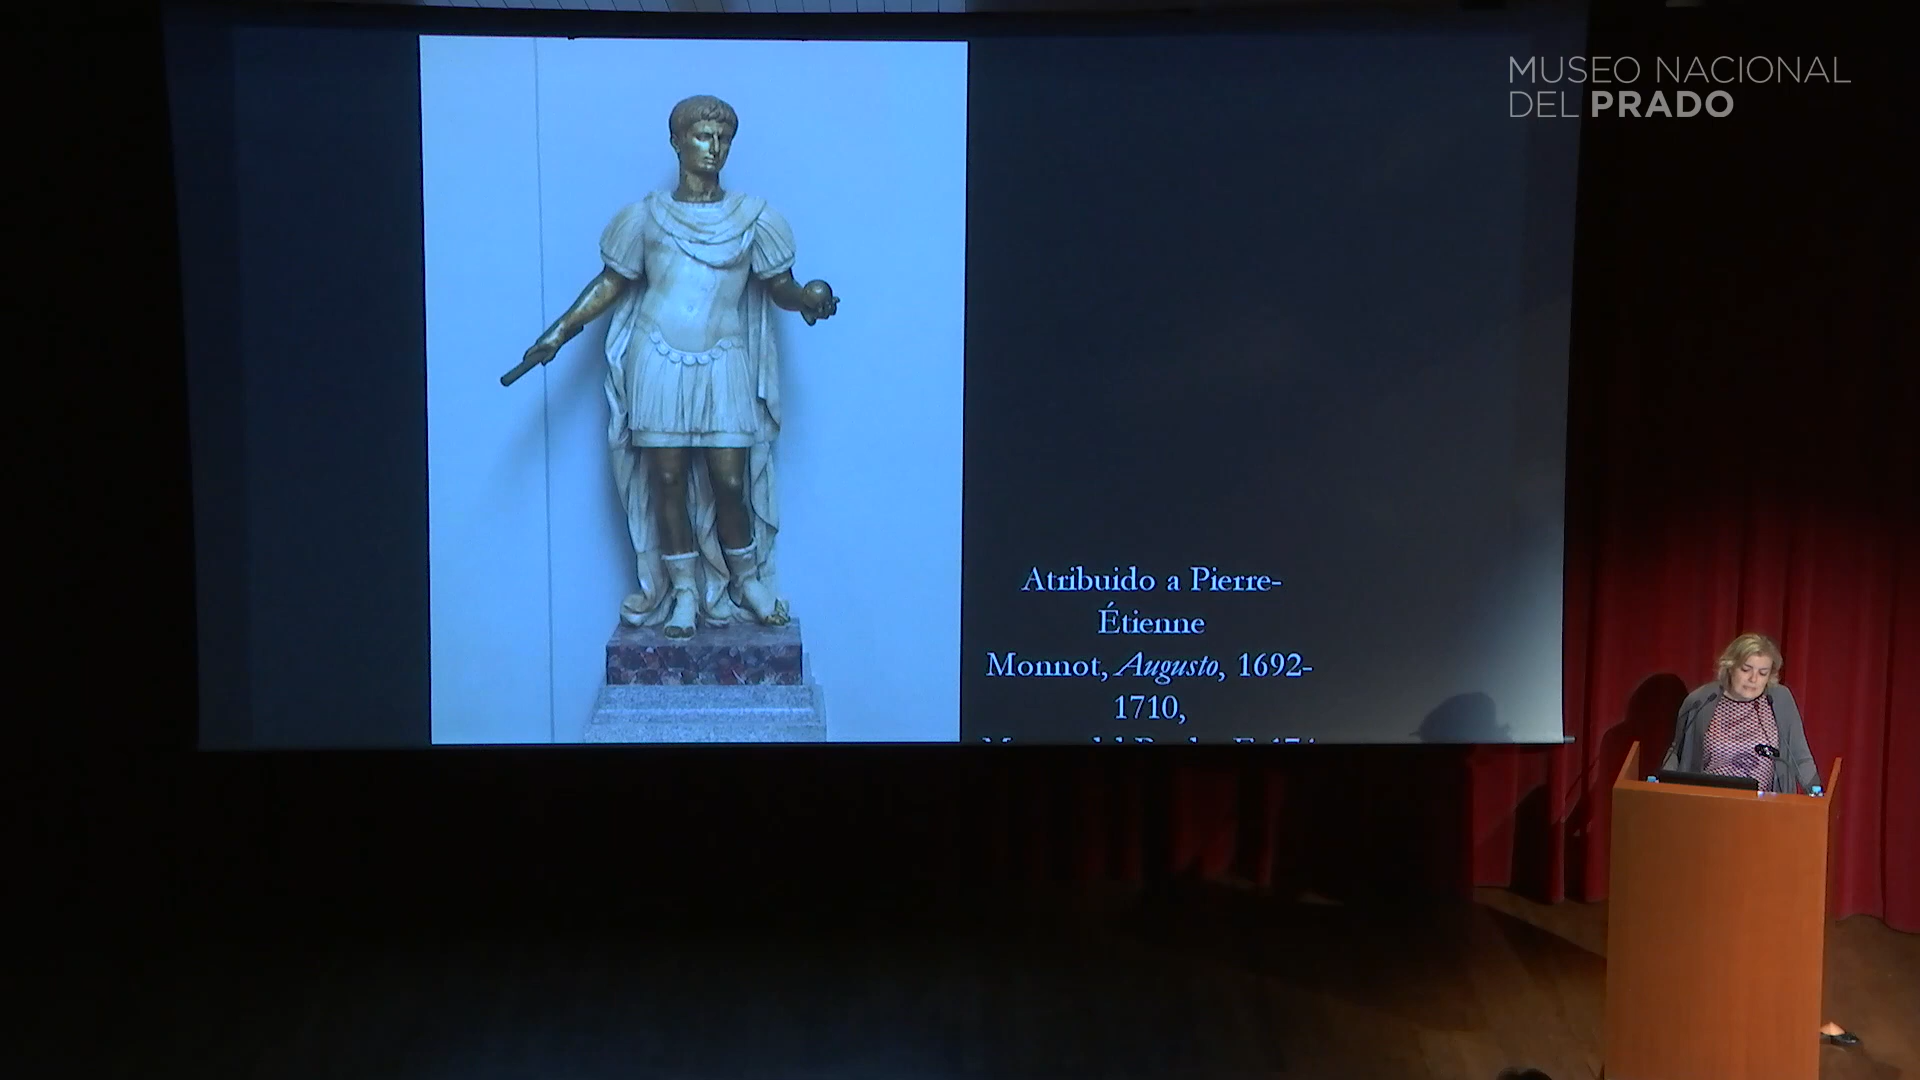 MUSEO NACIONAL
DEL PRADO
Atribuido a Pierre-
Étienne
Monnot, Augusto, 1692-
1710,